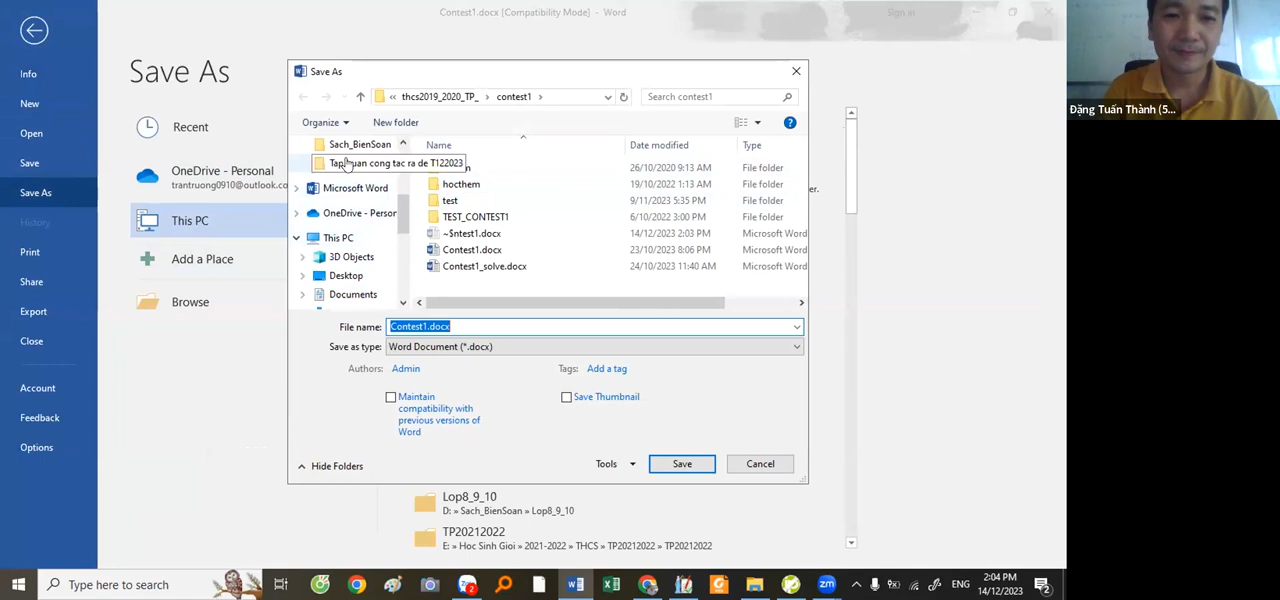 Contest1.docx [Compatibility Mode] - Word
Sign in
Save As
Info
New
Open
Save
Save As
History
Print
Share
Export
Close
Account
Feedback
Options
Recent
OneDrive - Personal
trantruong0910@outlook.co
This PC
Add a Place
Browse
Save As
« thcs2019_2020_TP_ › contest1 ›
Search contest1
Organize
New folder
Sach_BienSoan
Microsoft Word
OneDrive - Person
This PC
3D Objects
Desktop
Documents
Name Date modified Type
26/10/2020 9:13 AM File folder
hocthem 19/10/2022 1:13 AM File folder
test 9/11/2023 5:35 PM File folder
TEST_CONTEST1 6/10/2022 3:00 PM File folder
~$ntest1.docx 14/12/2023 2:03 PM Microsoft Word
Contest1.docx 23/10/2023 8:06 PM Microsoft Word
Contest1_solve.docx 24/10/2023 11:40 AM Microsoft Word
cong tac ra de T122023
File name: Contest1.docx
Save as type: Word Document (*.docx)
Authors: Admin
Tags: Add a tag
Maintain
compatibility with
previous versions of
Word
Save Thumbnail
Hide Folders
Tools
Save
Cancel
Lop8_9_10
D: » Sach_BienSoan » Lop8_9_10
TP20212022
E: » Hoc Sinh Gioi » 2021-2022 » THCS » TP20212022 » TP20212022
Đặng Tuấn Thành (5...
Type here to search
2
zm
ENG
2:04 PM
14/12/2023
2